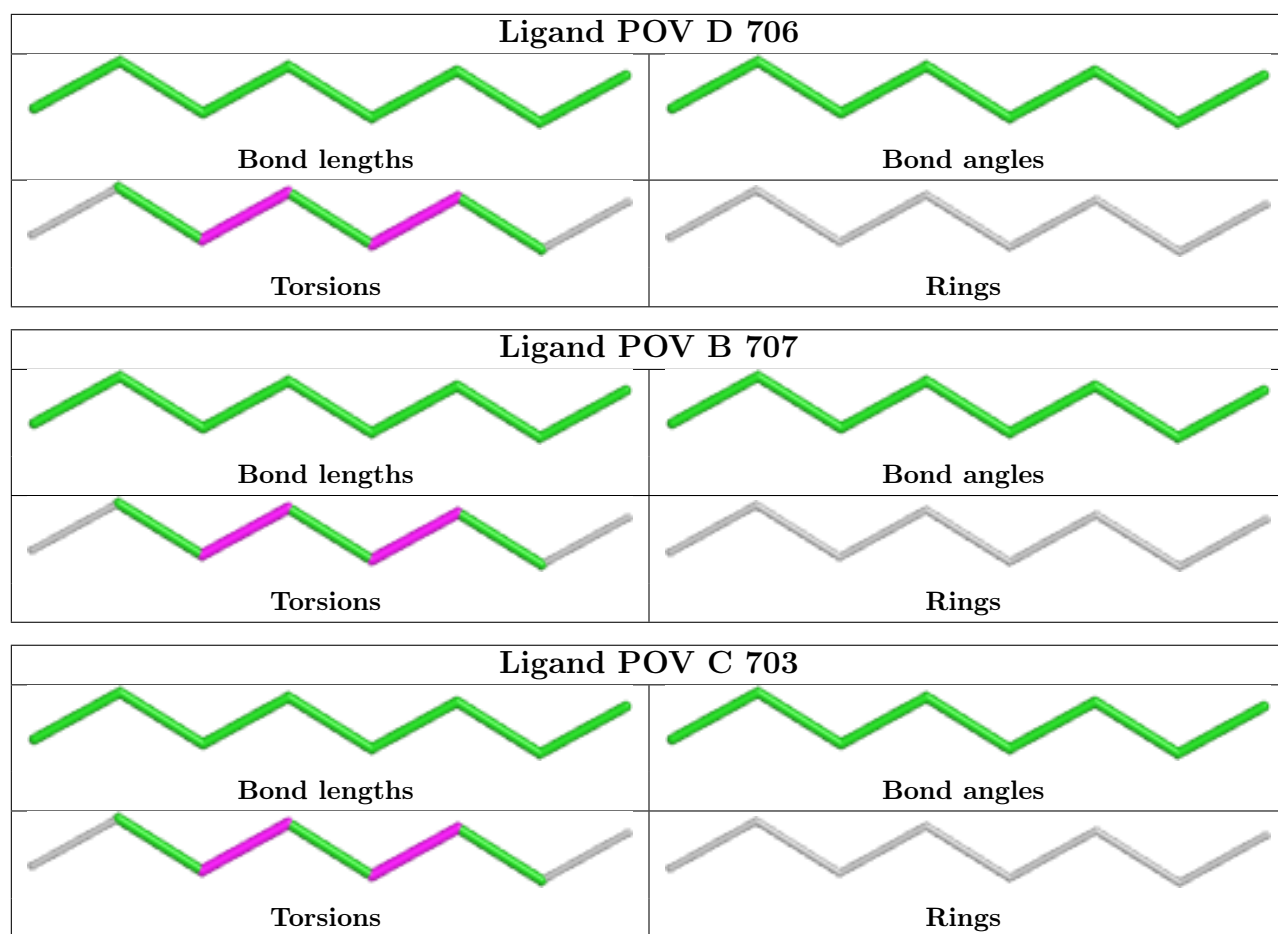 Ligand POV D 706
Bond lengths
Bond angles
Torsions
Rings
Ligand POV B 707
Bond lengths
Bond angles
Torsions
Rings
Ligand POV C 703
Bond lengths
Bond angles
Torsions
Rings